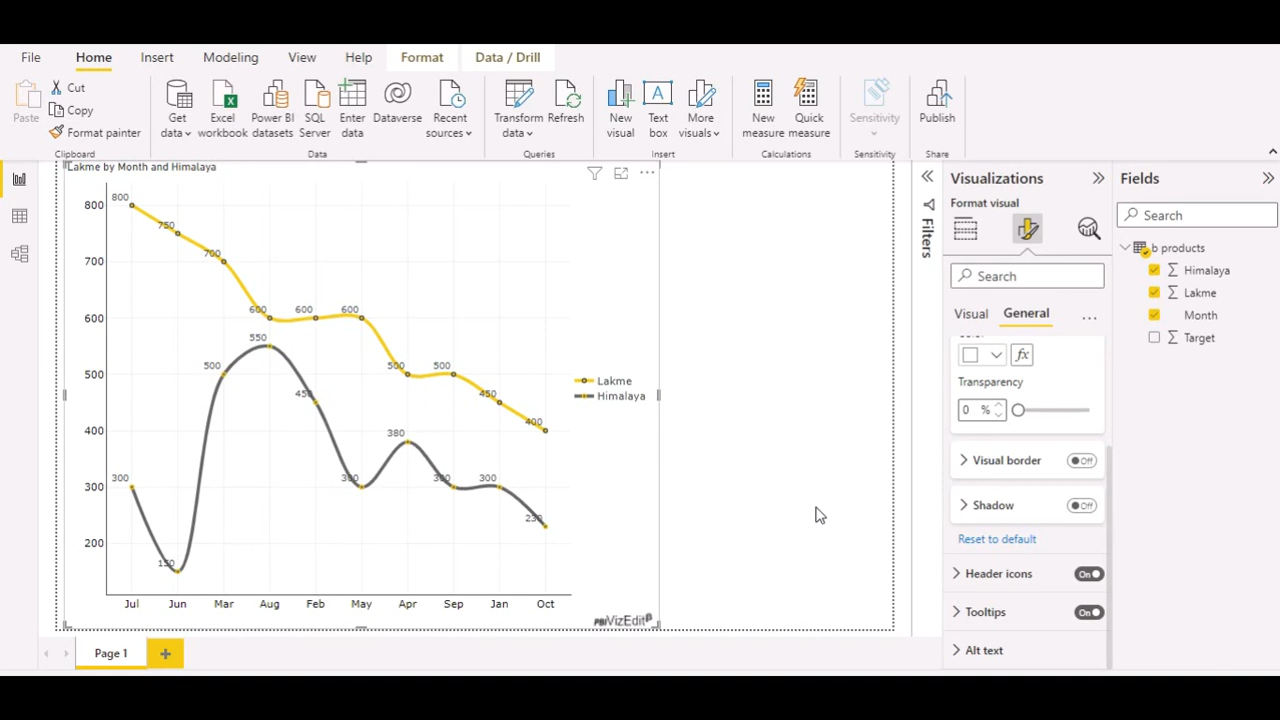 File Home Insert Modeling View Help Format Data / Drill
Paste Cut
Copy
Format painter
Get data
Excel workbook
Power BI datasets
SQL Server
Enter data
Dataverse
Recent sources
Transform data
Refresh
New visual
Text box
More visuals
New measure
Quick measure
Sensitivity
Publish
Clipboard Data Queries Insert Calculations Sensitivity Share
Lakme by Month and Himalaya
800
700
600
500
400
300
200
800
750
700
600 600 600
500 500
450
400
300
150
500
550
450
300
380
300
300
230
Jul Jun Mar Aug Feb May Apr Sep Jan Oct
Lakme
Himalaya
PBIVizEditβ
Page 1
Filters
Visualizations
Format visual
Search
Visual General ...
fx
Transparency
0 %
Visual border Off
Shadow Off
Reset to default
Header icons On
Tooltips On
Alt text
Fields
Search
b products
Σ Himalaya
Σ Lakme
Month
Σ Target